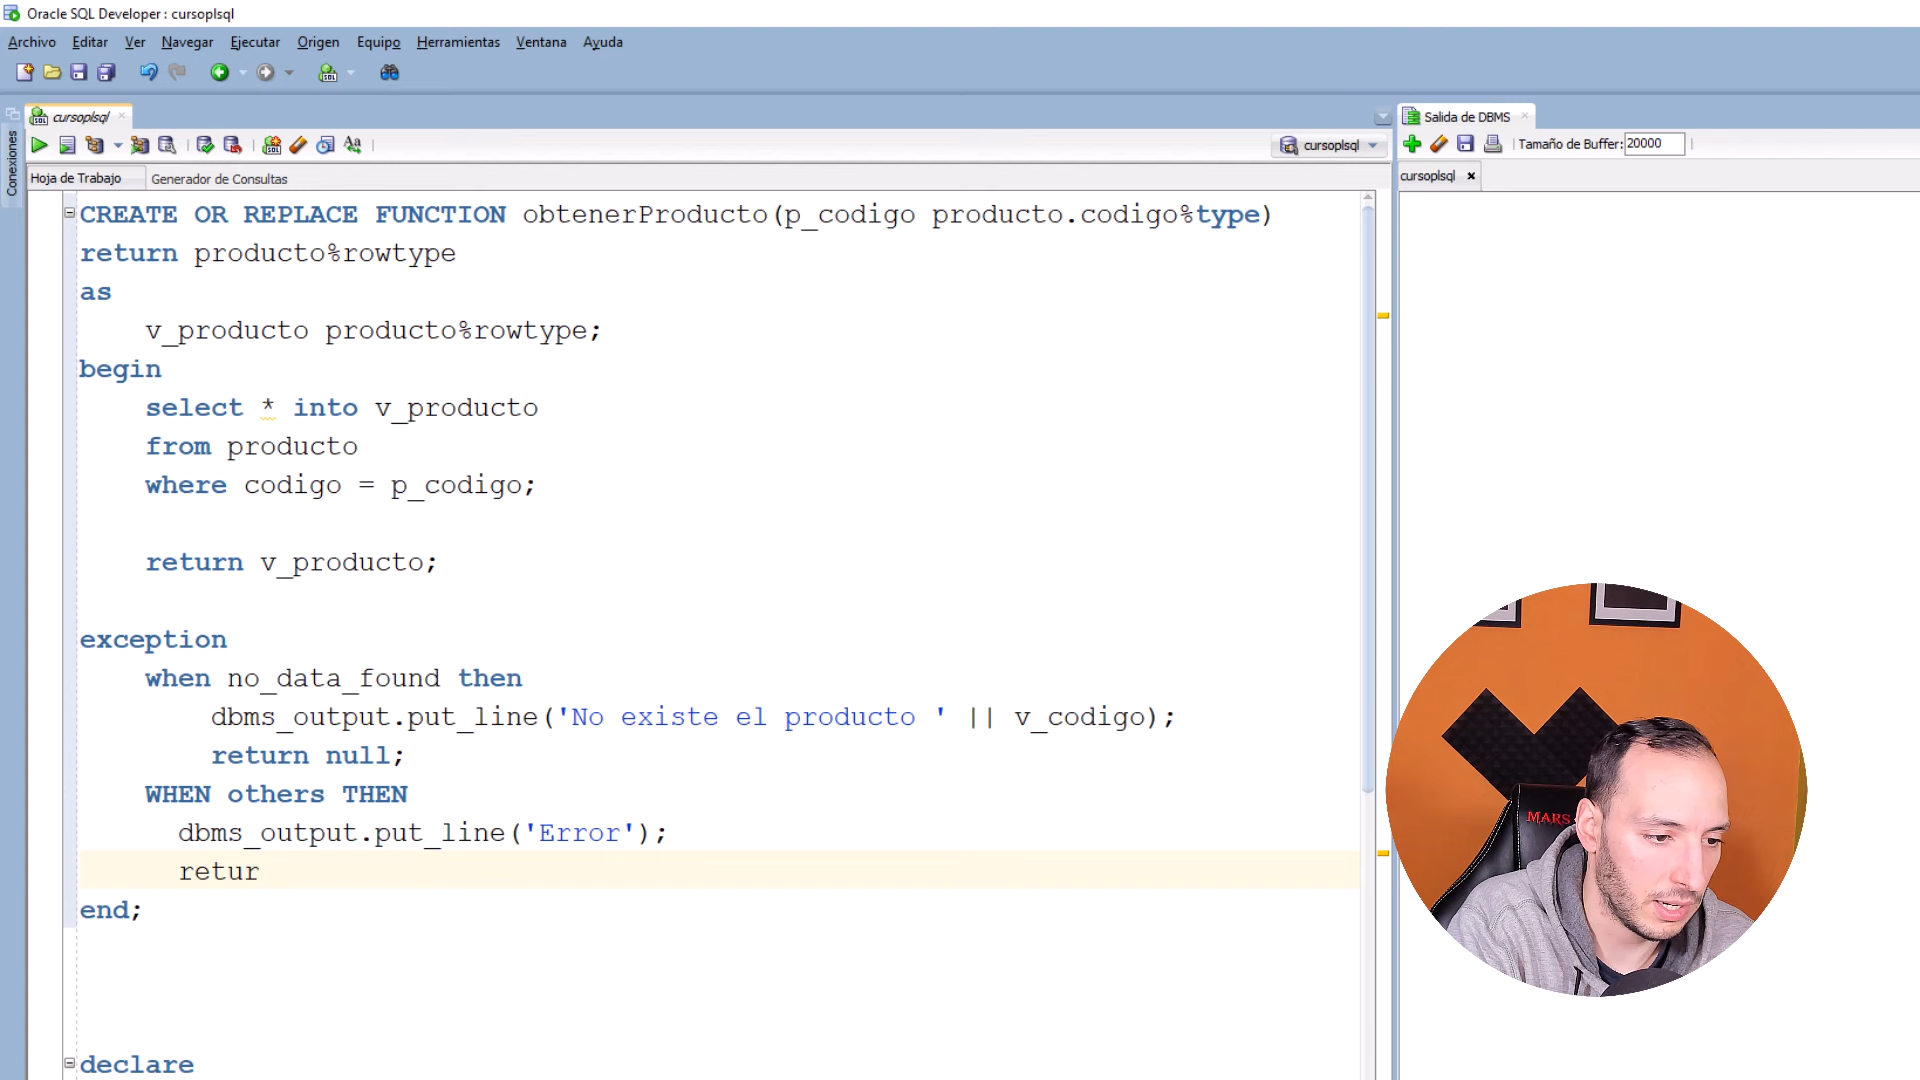 Oracle SQL Developer : cursoplsql
Archivo Editar Ver Navegar Ejecutar Origen Equipo Herramientas Ventana Ayuda
Conexiones
cursoplsql
cursoplsql
Hoja de Trabajo Generador de Consultas
CREATE OR REPLACE FUNCTION obtenerProducto(p_codigo producto.codigo%type)
return producto%rowtype
as
v_producto producto%rowtype;
begin
select * into v_producto
from producto
where codigo = p_codigo;
return v_producto;
exception
when no_data_found then
dbms_output.put_line('No existe el producto ' || v_codigo);
return null;
WHEN others THEN
dbms_output.put_line('Error');
retur
end;
declare
Salida de DBMS
Tamaño de Buffer: 20000
cursoplsql
MARS